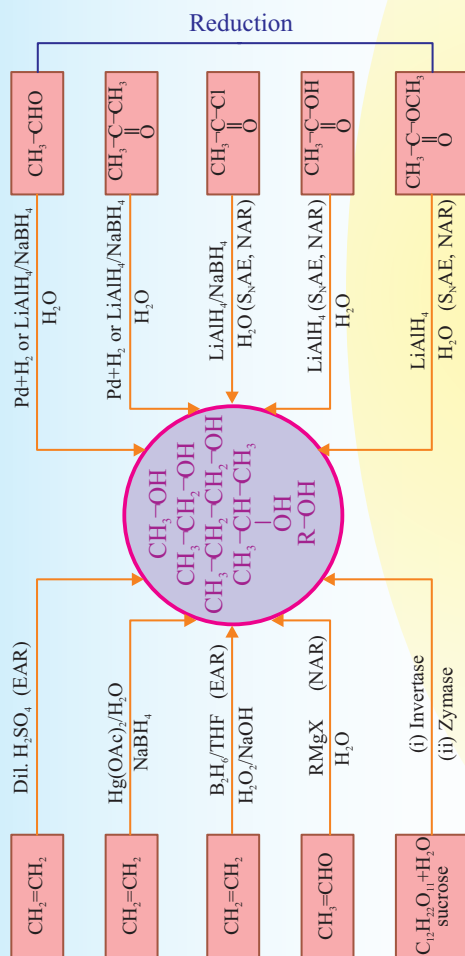 CH₂=CH₂
Dil. H₂SO₄ (EAR)
CH₂=CH₂
Hg(OAc)₂/H₂O
NaBH₄
CH₂=CH₂
B₂H₆/THF (EAR)
H₂O₂/NaOH
CH₃=CHO
RMgX (NAR)
H₂O
C₁₂H₂₂O₁₁+H₂O
sucrose
(i) Invertase
(ii) Zymase
CH₃–OH
CH₃–CH₂–OH
CH₃–CH₂–CH₂–OH
CH₃–CH–CH₃
OH
R–OH
Pd+H₂ or LiAlH₄/NaBH₄
H₂O
CH₃–CHO
Pd+H₂ or LiAlH₄/NaBH₄
H₂O
CH₃–C–CH₃
O
LiAlH₄/NaBH₄
H₂O (SₙAE, NAR)
CH₃–C–Cl
O
LiAlH₄ (SₙAE, NAR)
H₂O
CH₃–C–OH
O
LiAlH₄
H₂O (SₙAE, NAR)
CH₃–C–OCH₃
O
Reduction